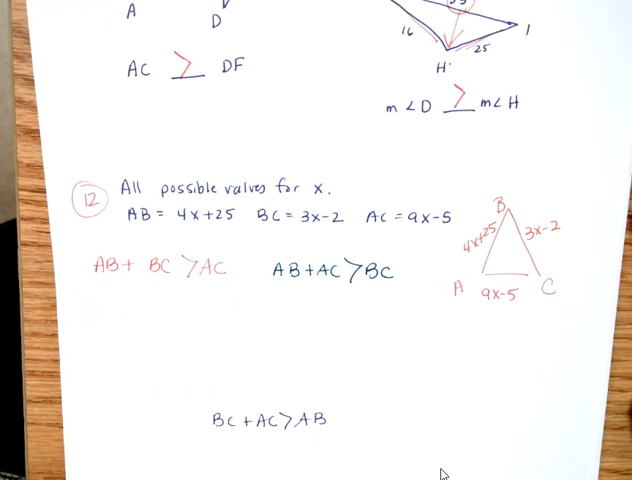 A
D
16
25
I
H
AC > DF
m∠D > m∠H
12 All possible valves for x.
AB = 4x+25 BC = 3x-2 AC = 9x-5
B
4x+25
3x-2
A
C
9x-5
AB + BC > AC
AB + AC > BC
BC + AC > AB